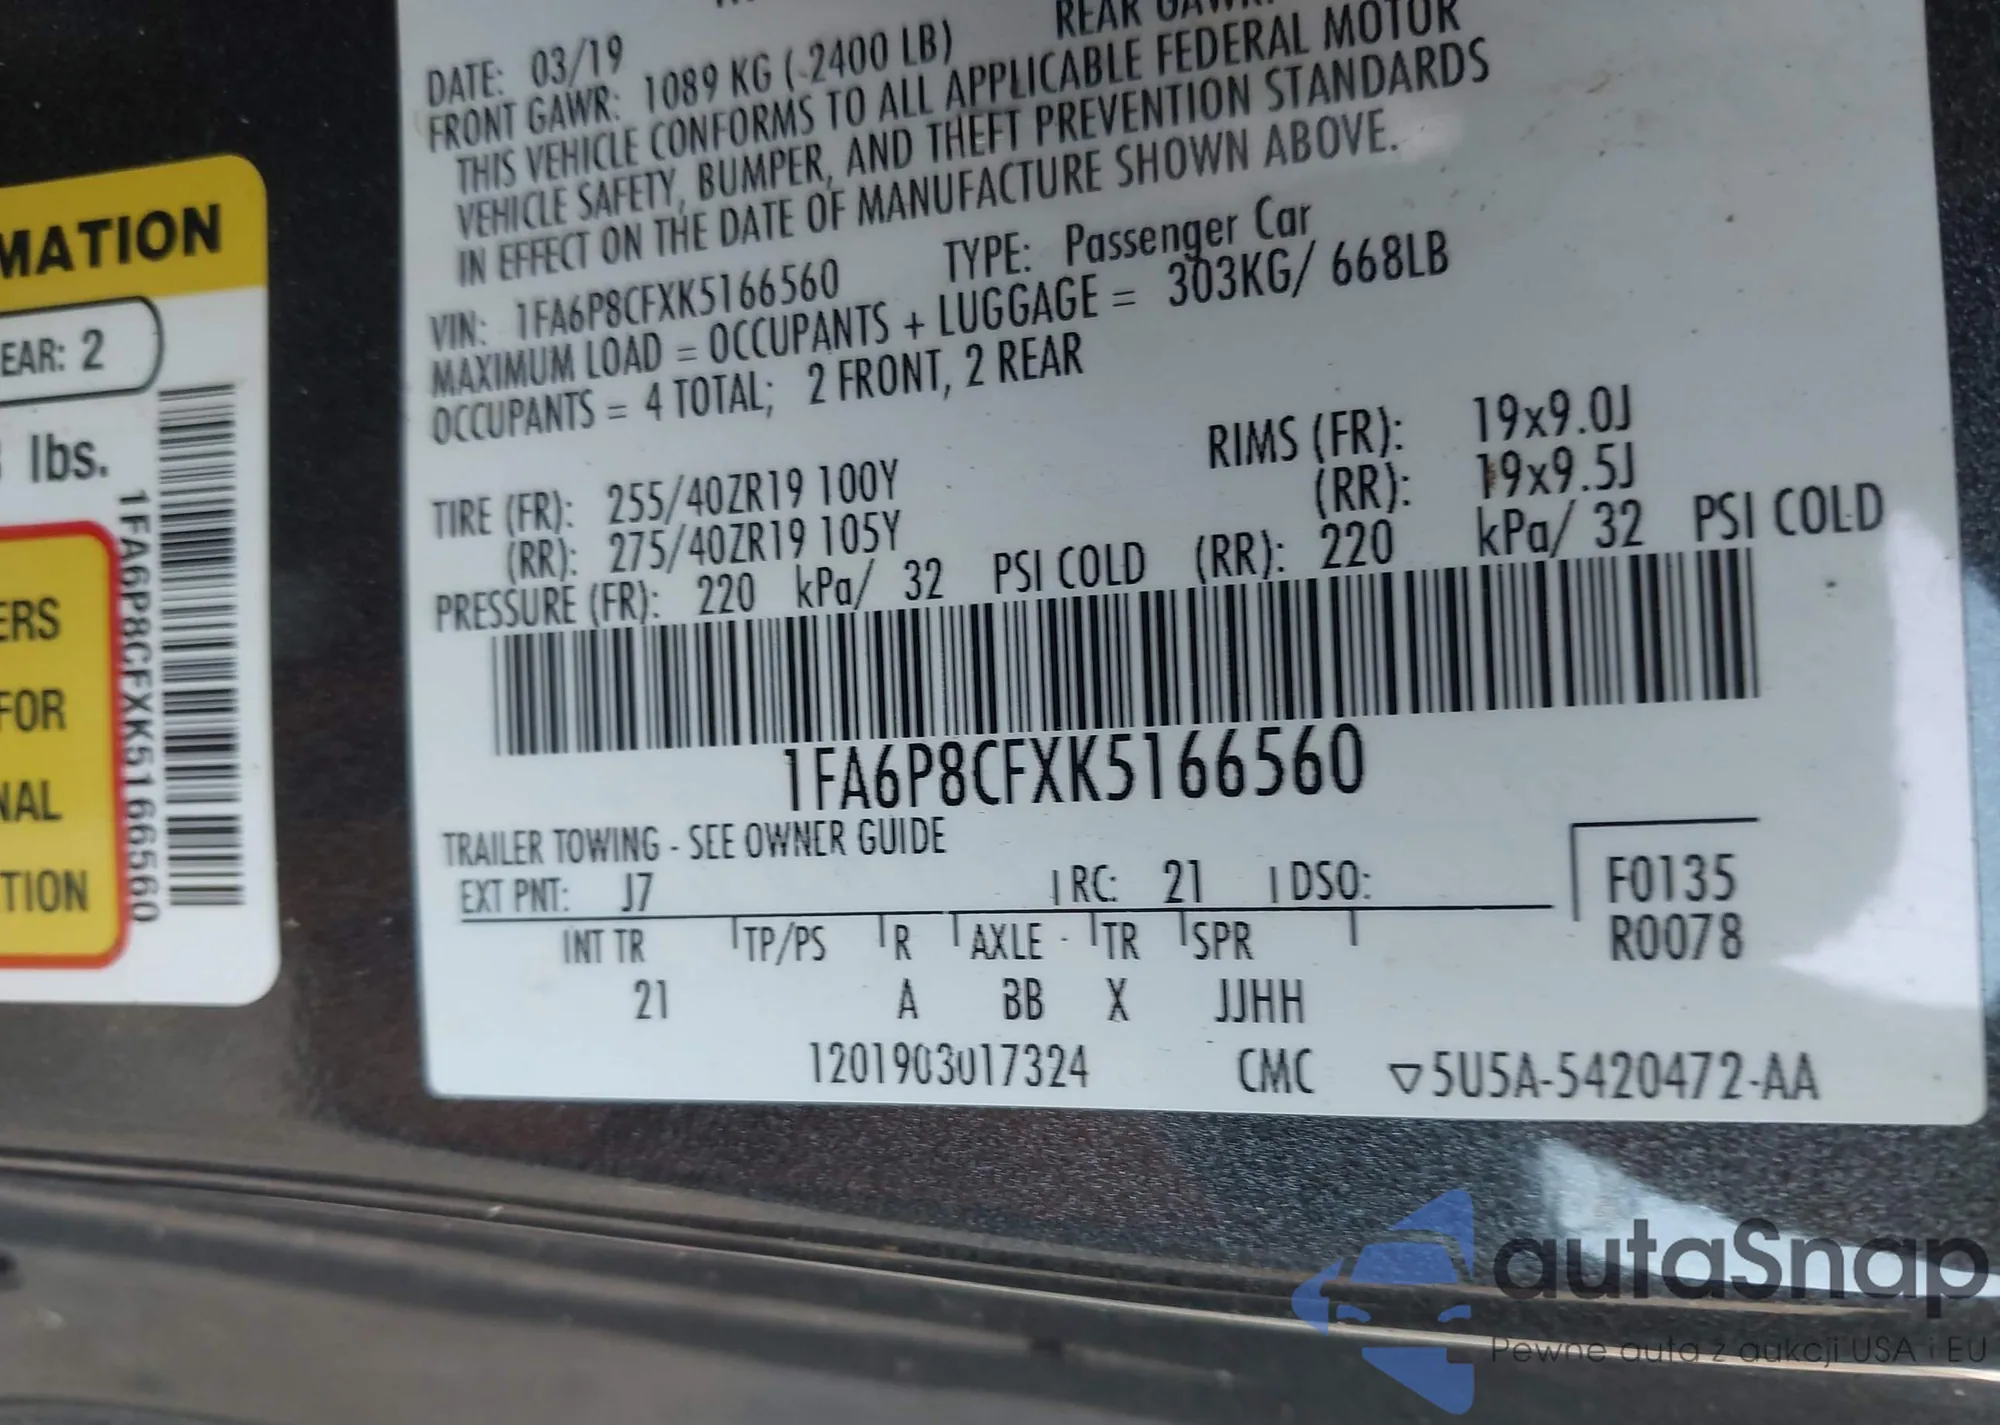 MATION
EAR: 2
lbs.
ERS
FOR
NAL
TION
1FA6P8CFXK5166560
REAR GAWR:
DATE: 03/19
FRONT GAWR: 1089 KG (-2400 LB)
THIS VEHICLE CONFORMS TO ALL APPLICABLE FEDERAL MOTOR
VEHICLE SAFETY, BUMPER, AND THEFT PREVENTION STANDARDS
IN EFFECT ON THE DATE OF MANUFACTURE SHOWN ABOVE.
VIN: 1FA6P8CFXK5166560 TYPE: Passenger Car
MAXIMUM LOAD = OCCUPANTS + LUGGAGE = 303KG/ 668LB
OCCUPANTS = 4 TOTAL; 2 FRONT, 2 REAR
TIRE (FR): 255/40ZR19 100Y RIMS (FR): 19x9.0J
(RR): 275/40ZR19 105Y (RR): 19x9.5J
PRESSURE (FR): 220 kPa/ 32 PSI COLD (RR): 220 kPa/ 32 PSI COLD
1FA6P8CFXK5166560
TRAILER TOWING - SEE OWNER GUIDE
EXT PNT: J7 RC: 21 DSO: F0135
R0078
INT TR TP/PS R AXLE - TR SPR
21 A BB X JJHH
1201903017324 CMC ▽5U5A-5420472-AA
autaSnap
Pewne auta z aukcji USA i EU